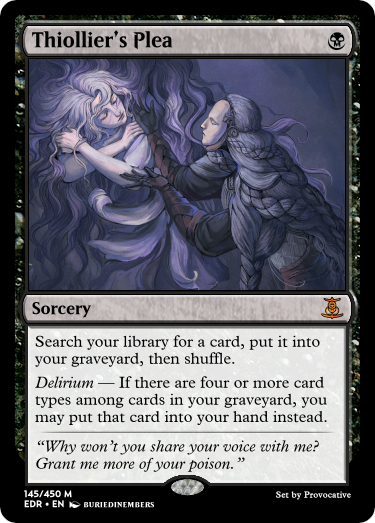 Thiollier's Plea
Sorcery
Search your library for a card, put it into
your graveyard, then shuffle.
Delirium — If there are four or more card
types among cards in your graveyard, you
may put that card into your hand instead.
“Why won’t you share your voice with me?
Grant me more of your poison.”
145/450 M
EDR • EN BURIEDINEMBERS
Set by Provocative